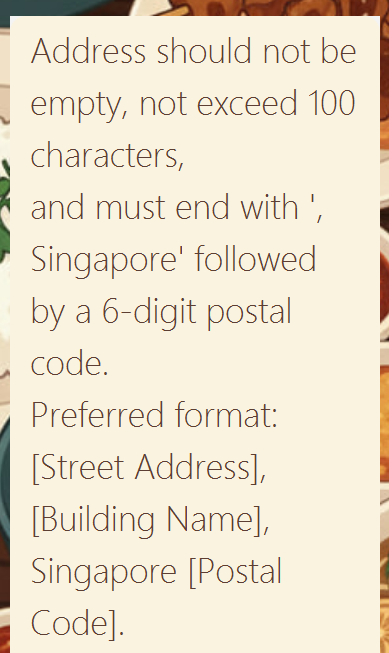 Address should not be
empty, not exceed 100
characters,
and must end with ',
Singapore' followed
by a 6-digit postal
code.
Preferred format:
[Street Address],
[Building Name],
Singapore [Postal
Code].